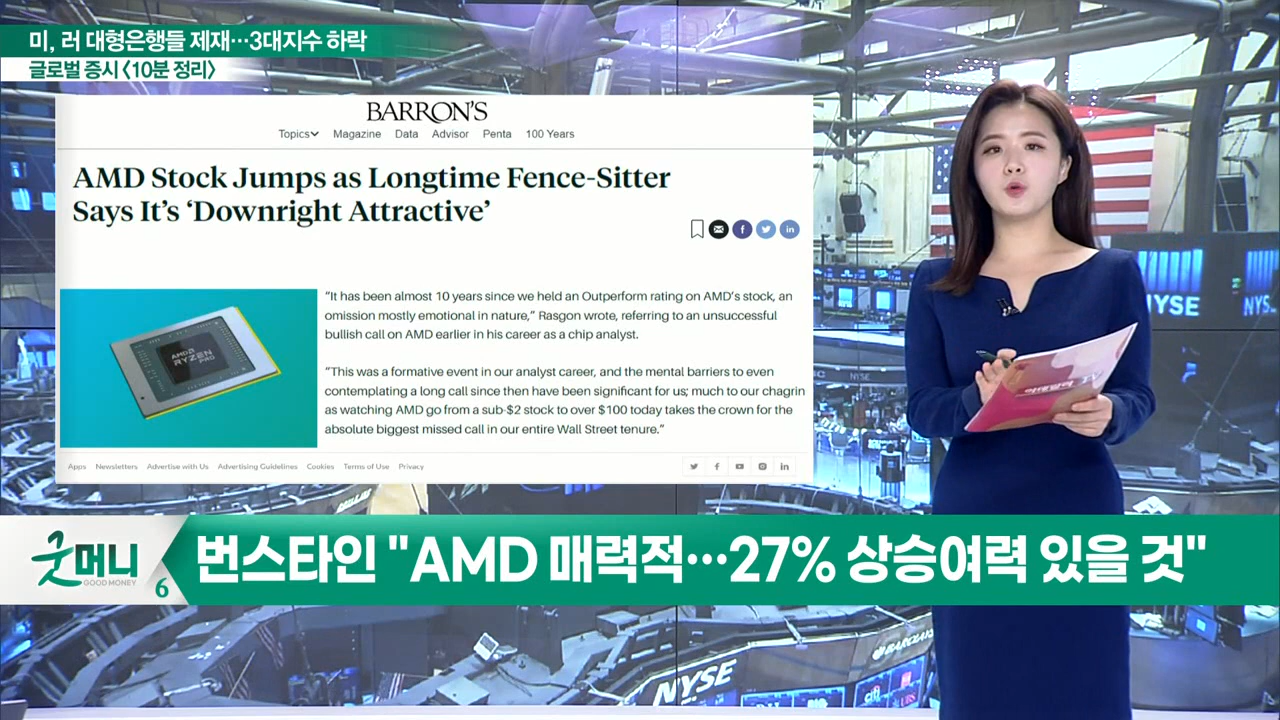 미, 러 대형은행들 제재…3대지수 하락
글로벌 증시 <10분 정리>
BARRON'S
Topics Magazine Data Advisor Penta 100 Years
AMD Stock Jumps as Longtime Fence-Sitter
Says It's 'Downright Attractive'
"It has been almost 10 years since we held an Outperform rating on AMD's stock, an
omission mostly emotional in nature," Rasgon wrote, referring to an unsuccessful
bullish call on AMD earlier in his career as a chip analyst.
"This was a formative event in our analyst career, and the mental barriers to even
contemplating a long call since then have been significant for us; much to our chagrin
as watching AMD go from a sub-$2 stock to over $100 today takes the crown for the
absolute biggest missed call in our entire Wall Street tenure."
AMD
RYZEN
PRO
Apps Newsletters Advertise with Us Advertising Guidelines Cookies Terms of Use Privacy
NYSE
NYS
굿머니
GOOD MONEY
6
번스타인 "AMD 매력적…27% 상승여력 있을 것"
BARCLAYS
NYSE
citi
UBS